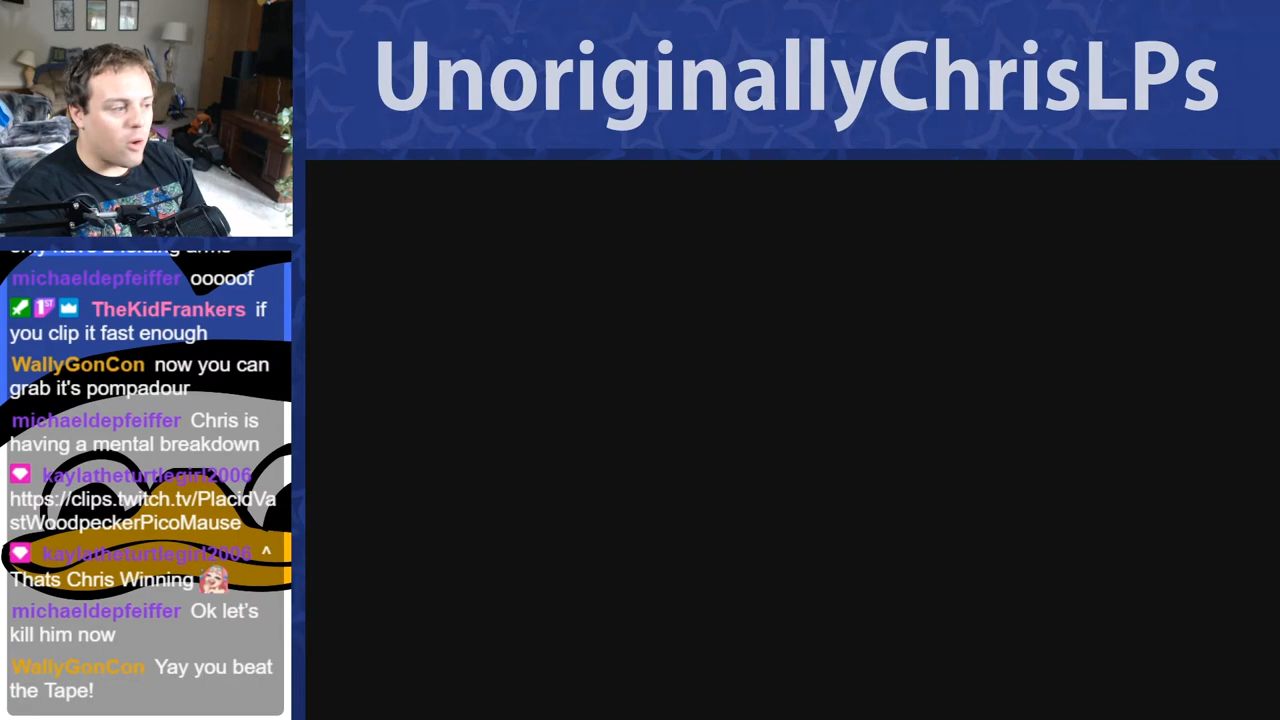 UnoriginallyChrisLPs
michaeldepfeiffer ooooof
1ST TheKidFrankers if
you clip it fast enough
WallyGonCon now you can
grab it's pompadour
michaeldepfeiffer Chris is
having a mental breakdown
kaylatheturtlegirl2006
https://clips.twitch.tv/PlacidVa
stWoodpeckerPicoMause
kaylatheturtlegirl2006 ^
Thats Chris Winning
michaeldepfeiffer Ok let's
kill him now
WallyGonCon Yay you beat
the Tape!